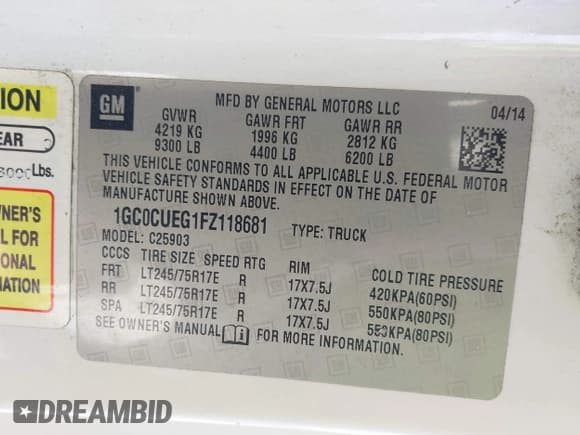 ION
EAR
Lbs.
WNER'S
L FOR
IONAL
MATION
GM
MFD BY GENERAL MOTORS LLC 04/14
GVWR GAWR FRT GAWR RR
4219 KG 1996 KG 2812 KG
9300 LB 4400 LB 6200 LB
THIS VEHICLE CONFORMS TO ALL APPLICABLE U.S. FEDERAL MOTOR
VEHICLE SAFETY STANDARDS IN EFFECT ON THE DATE OF
MANUFACTURE SHOWN ABOVE.
1GC0CUEG1FZ118681 TYPE: TRUCK
MODEL: C25903
CCCS TIRE SIZE SPEED RTG RIM COLD TIRE PRESSURE
FRT LT245/75R17E R 17X7.5J 420KPA(60PSI)
RR LT245/75R17E R 17X7.5J 550KPA(80PSI)
SPA LT245/75R17E R 17X7.5J 550KPA(80PSI)
SEE OWNER'S MANUAL FOR MORE INFORMATION.
DREAMBID